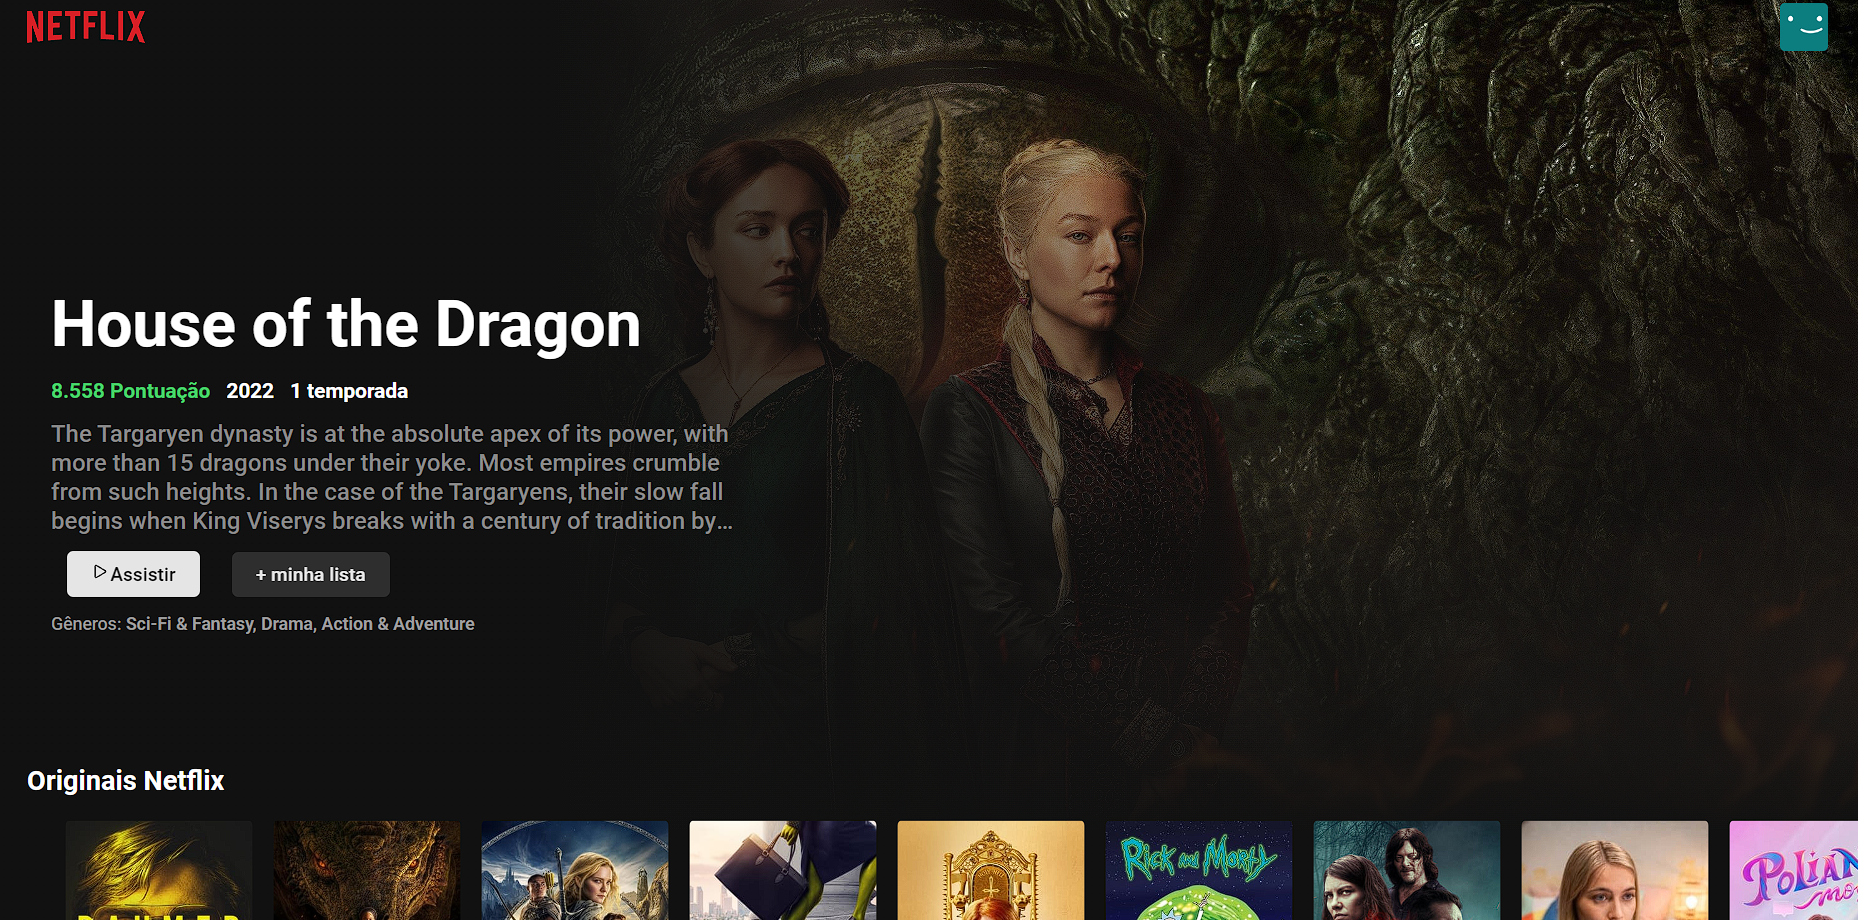 NETFLIX
House of the Dragon
8.558 Pontuação 2022 1 temporada
The Targaryen dynasty is at the absolute apex of its power, with
more than 15 dragons under their yoke. Most empires crumble
from such heights. In the case of the Targaryens, their slow fall
begins when King Viserys breaks with a century of tradition by...
Assistir
+ minha lista
Gêneros: Sci-Fi & Fantasy, Drama, Action & Adventure
Originais Netflix
RICK AND MORTY